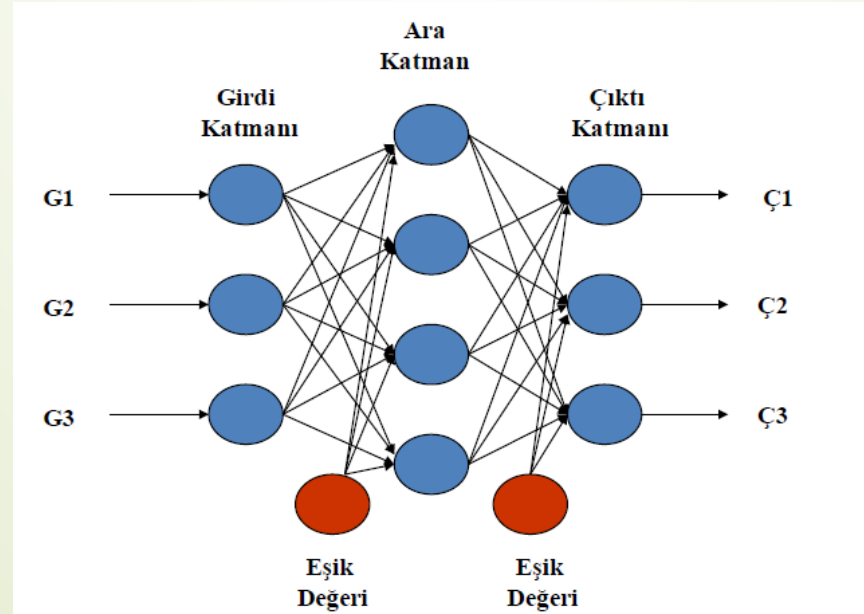 Ara
Katman
Girdi
Katmanı
Çıktı
Katmanı
G1
Ç1
G2
Ç2
G3
Ç3
Eşik
Değeri
Eşik
Değeri